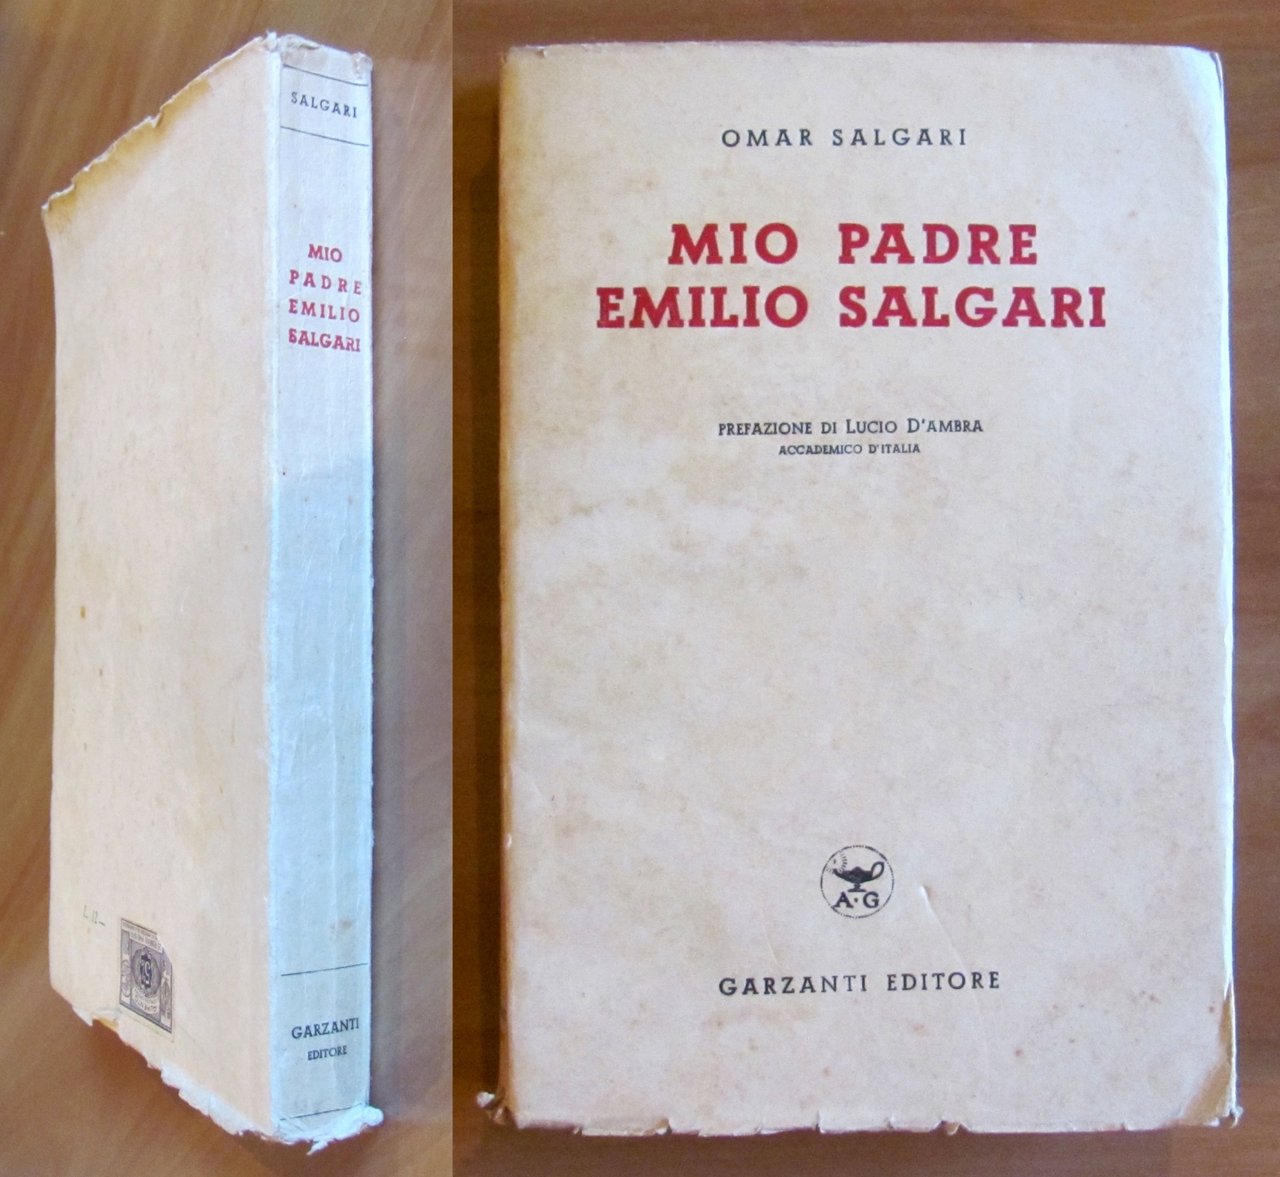 SALGARI
MIO
PADRE
EMILIO
SALGARI
L. 12—
GARZANTI
EDITORE
OMAR SALGARI
MIO PADRE
EMILIO SALGARI
PREFAZIONE DI LUCIO D'AMBRA
ACCADEMICO D'ITALIA
A·G
GARZANTI EDITORE